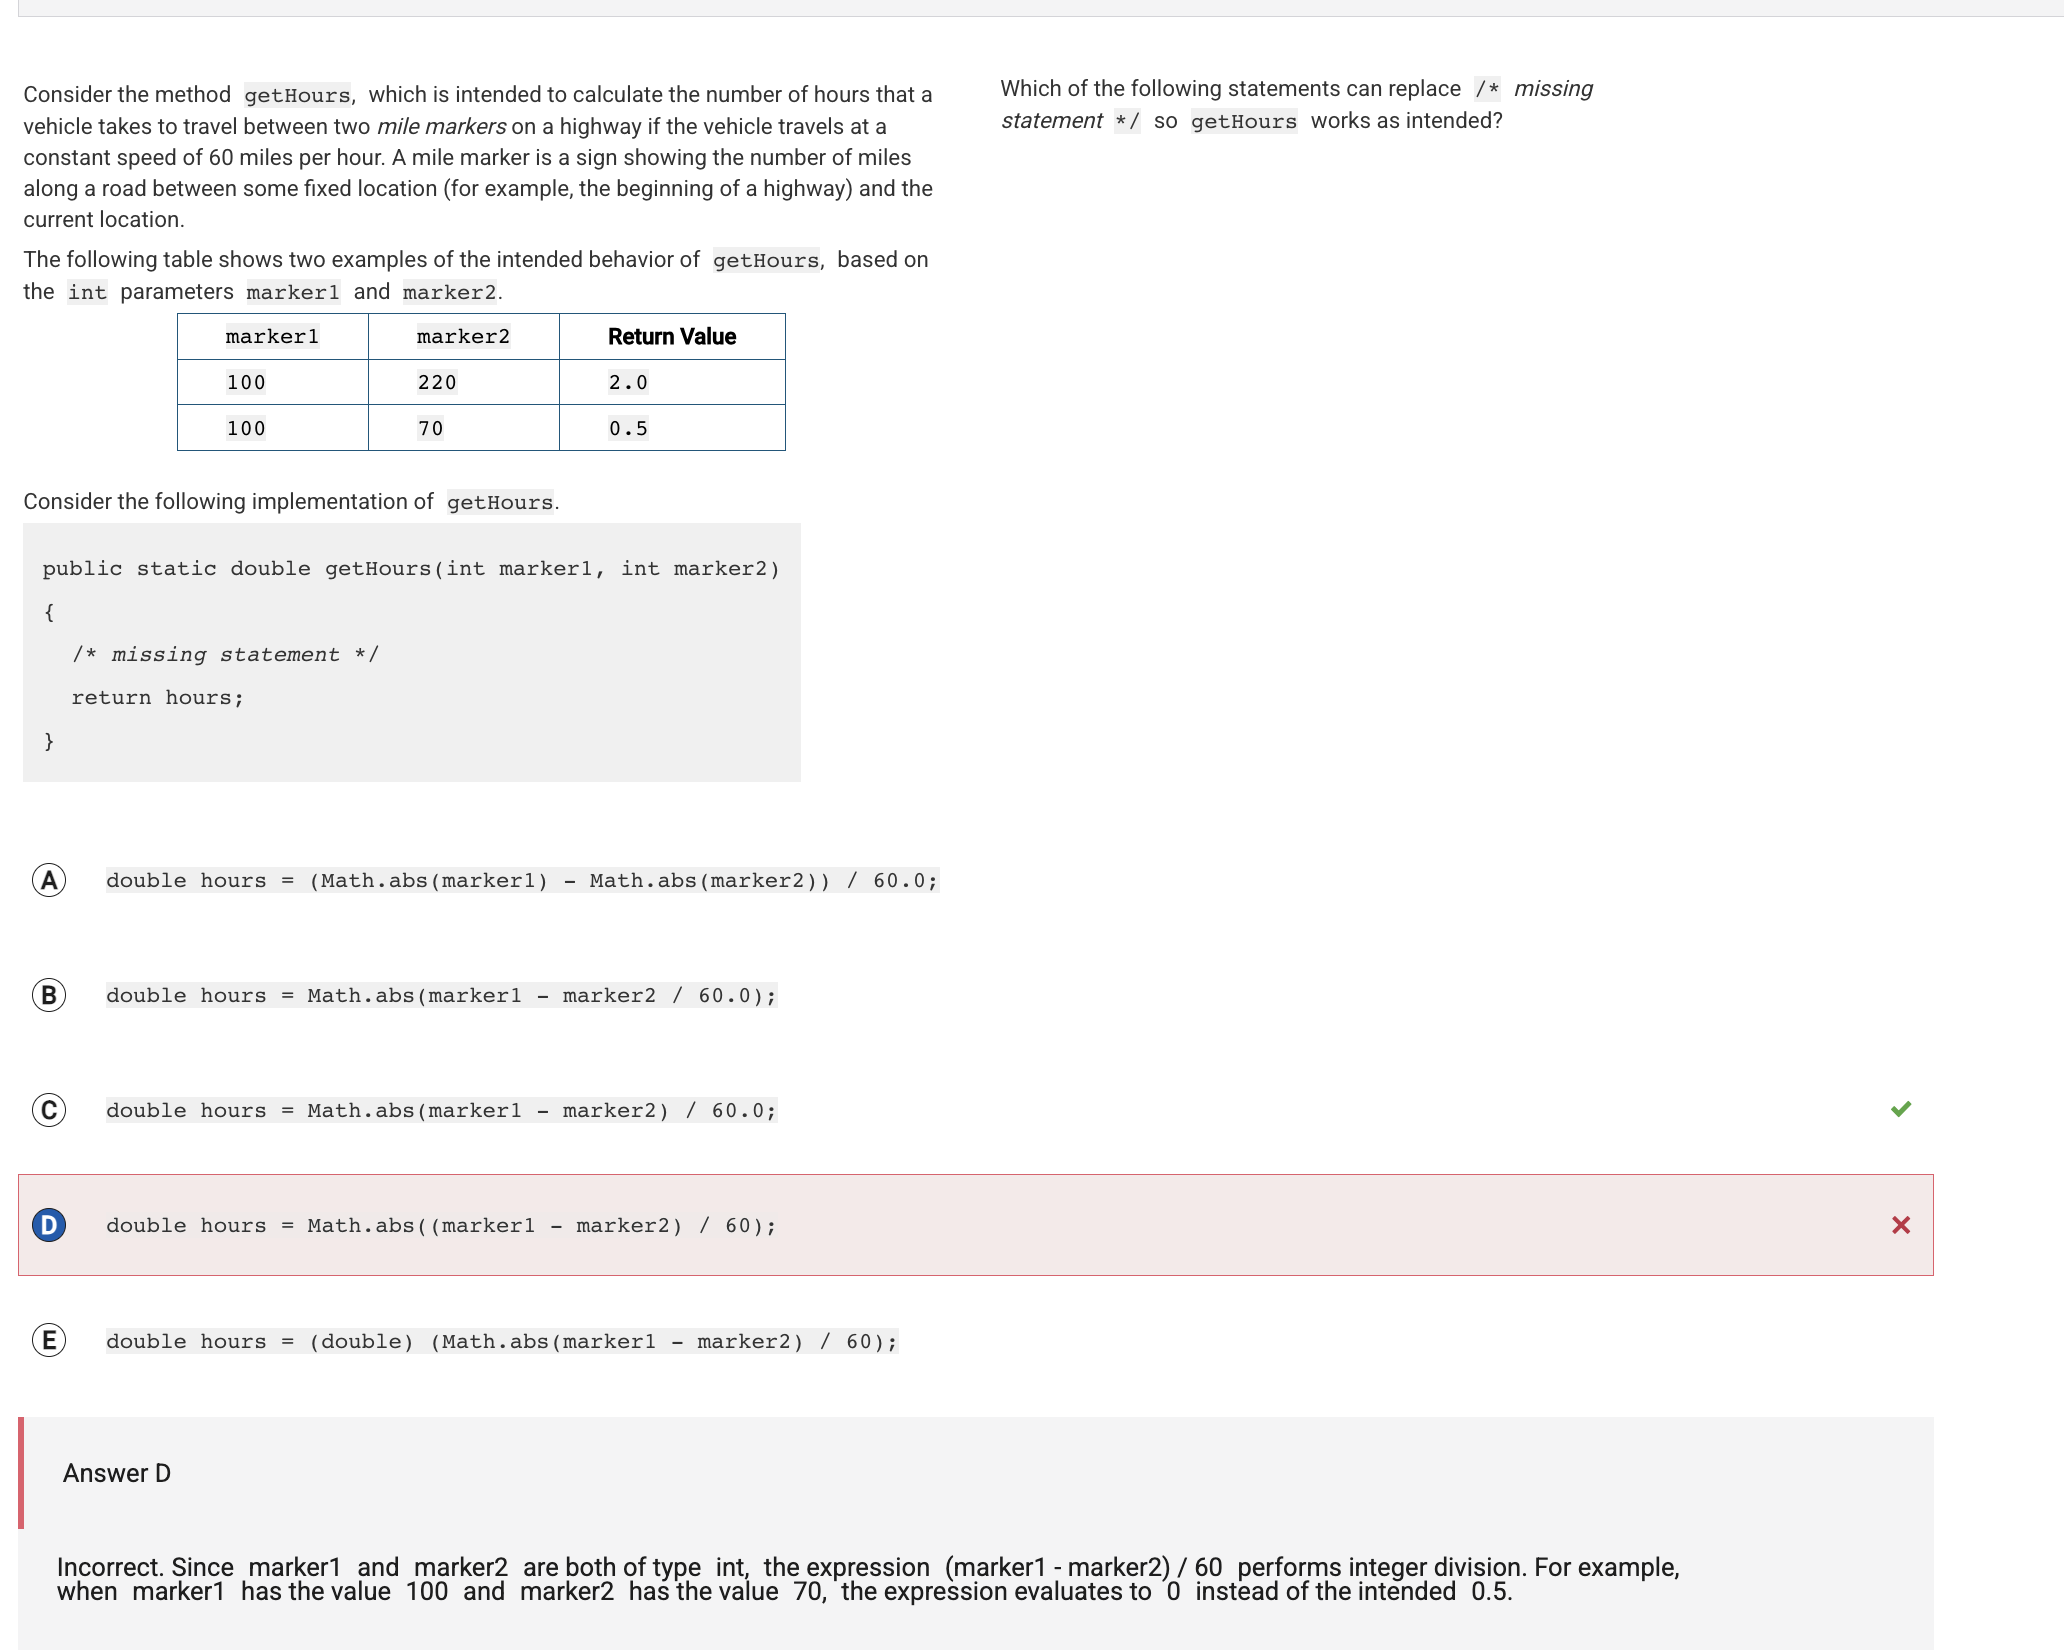 Consider the method getHours, which is intended to calculate the number of hours that a
vehicle takes to travel between two mile markers on a highway if the vehicle travels at a
constant speed of 60 miles per hour. A mile marker is a sign showing the number of miles
along a road between some fixed location (for example, the beginning of a highway) and the
current location.
The following table shows two examples of the intended behavior of getHours, based on
the int parameters marker1 and marker2.
marker1 marker2 Return Value
100 220 2.0
100 70 0.5
Consider the following implementation of getHours.
public static double getHours(int marker1, int marker2)
{
/* missing statement */
return hours;
}
Which of the following statements can replace /* missing
statement */ so getHours works as intended?
A double hours = (Math.abs(marker1) - Math.abs(marker2)) / 60.0;
B double hours = Math.abs(marker1 - marker2 / 60.0);
C double hours = Math.abs(marker1 - marker2) / 60.0;
D double hours = Math.abs((marker1 - marker2) / 60);
E double hours = (double) (Math.abs(marker1 - marker2) / 60);
Answer D
Incorrect. Since marker1 and marker2 are both of type int, the expression (marker1 - marker2) / 60 performs integer division. For example,
when marker1 has the value 100 and marker2 has the value 70, the expression evaluates to 0 instead of the intended 0.5.